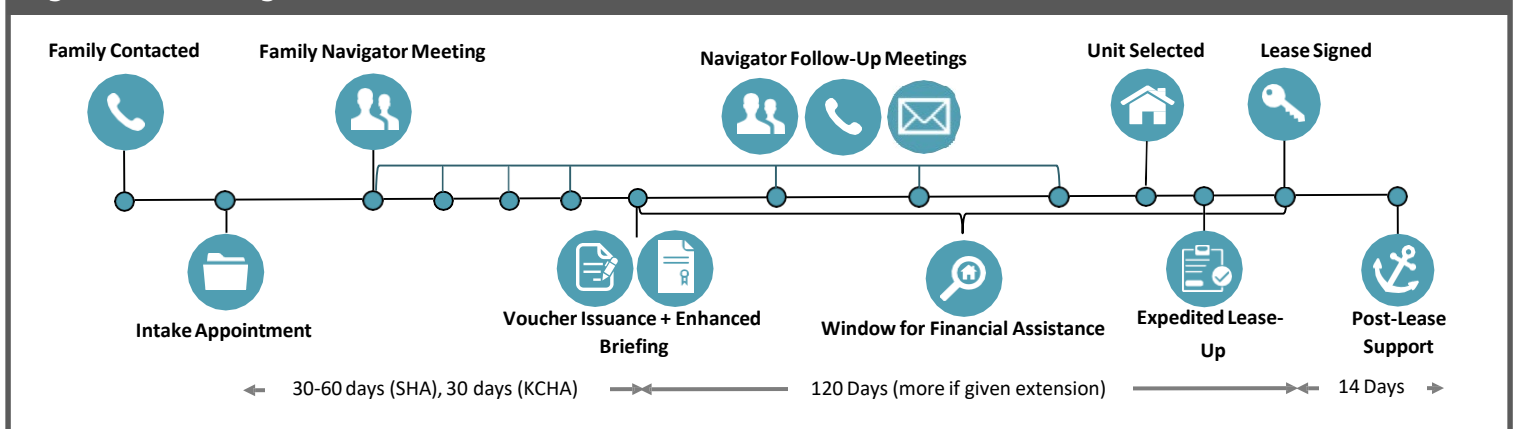 Family Contacted
Family Navigator Meeting
Navigator Follow-Up Meetings
Unit Selected
Lease Signed
Intake Appointment
Voucher Issuance + Enhanced
Briefing
Window for Financial Assistance
Expedited Lease-
Up
Post-Lease
Support
30-60 days (SHA), 30 days (KCHA)
120 Days (more if given extension)
14 Days